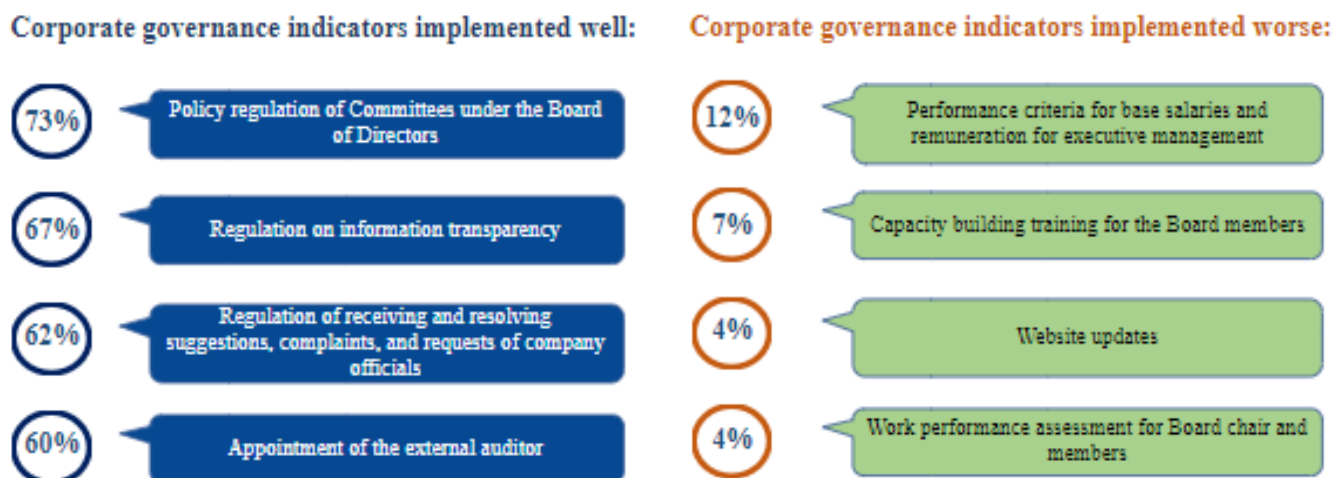 Corporate governance indicators implemented well:
73%
Policy regulation of Committees under the Board
of Directors
67%
Regulation on information transparency
62%
Regulation of receiving and resolving
suggestions, complaints, and requests of company
officials
60%
Appointment of the external auditor
Corporate governance indicators implemented worse:
12%
Performance criteria for base salaries and
remuneration for executive management
7%
Capacity building training for the Board members
4%
Website updates
4%
Work performance assessment for Board chair and
members